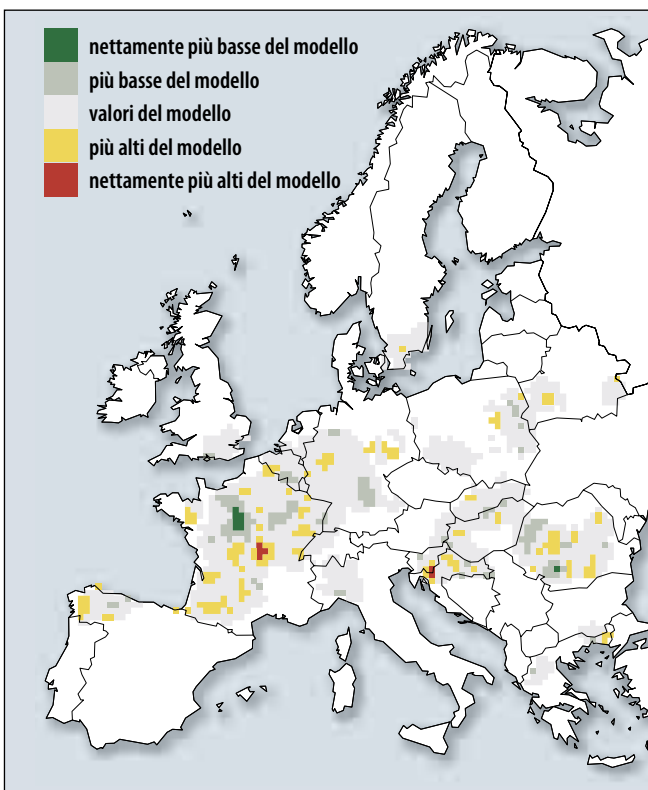 nettamente più basse del modello
più basse del modello
valori del modello
più alti del modello
nettamente più alti del modello